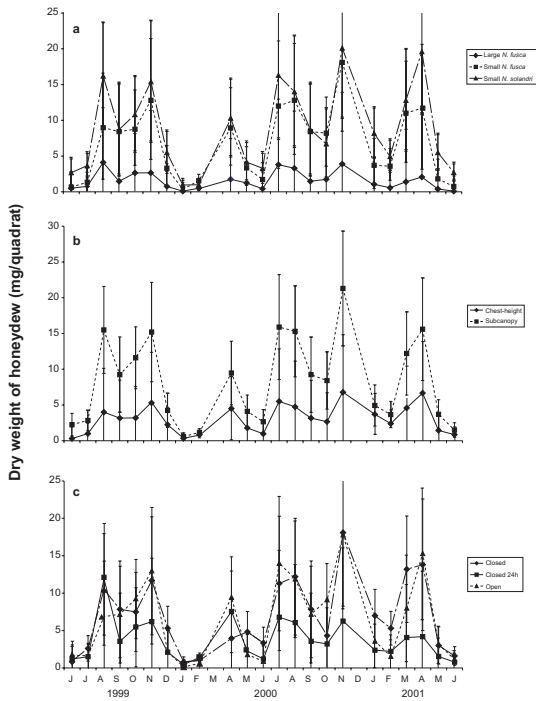 a
25
20
15
10
5
0
Large N. fusca
Small N. fusca
Small N. solandri
b
30
25
20
15
10
5
0
Chest-height
Subcanopy
c
25
20
15
10
5
0
Closed
Closed 24h
Open
Dry weight of honeydew (mg/quadrat)
J J A S O N D J F M A M J J A S O N D J F M A M J
1999 2000 2001